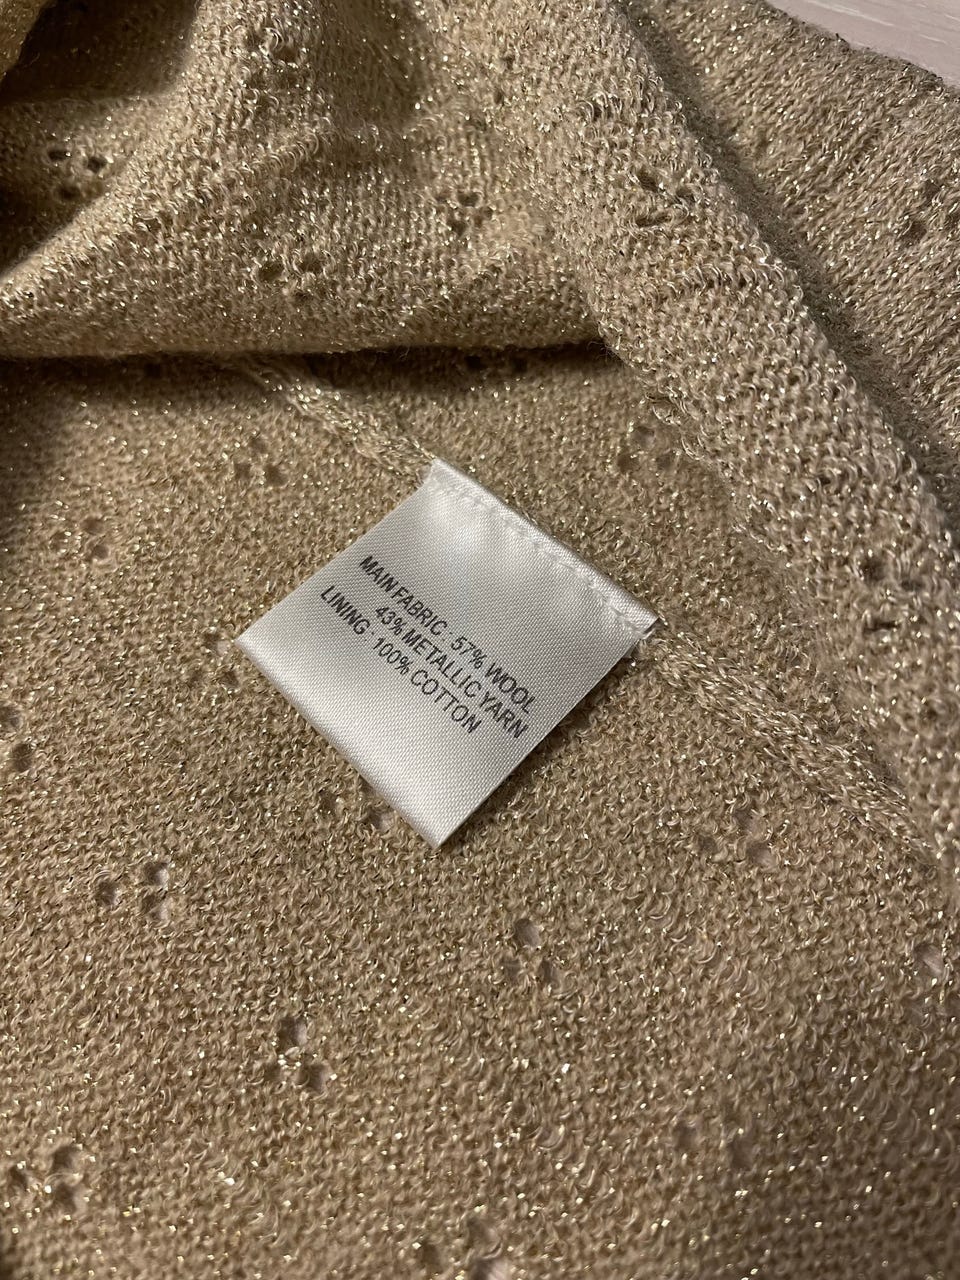 MAIN FABRIC · 57% WOOL
43% METALLIC YARN
LINING · 100% COTTON